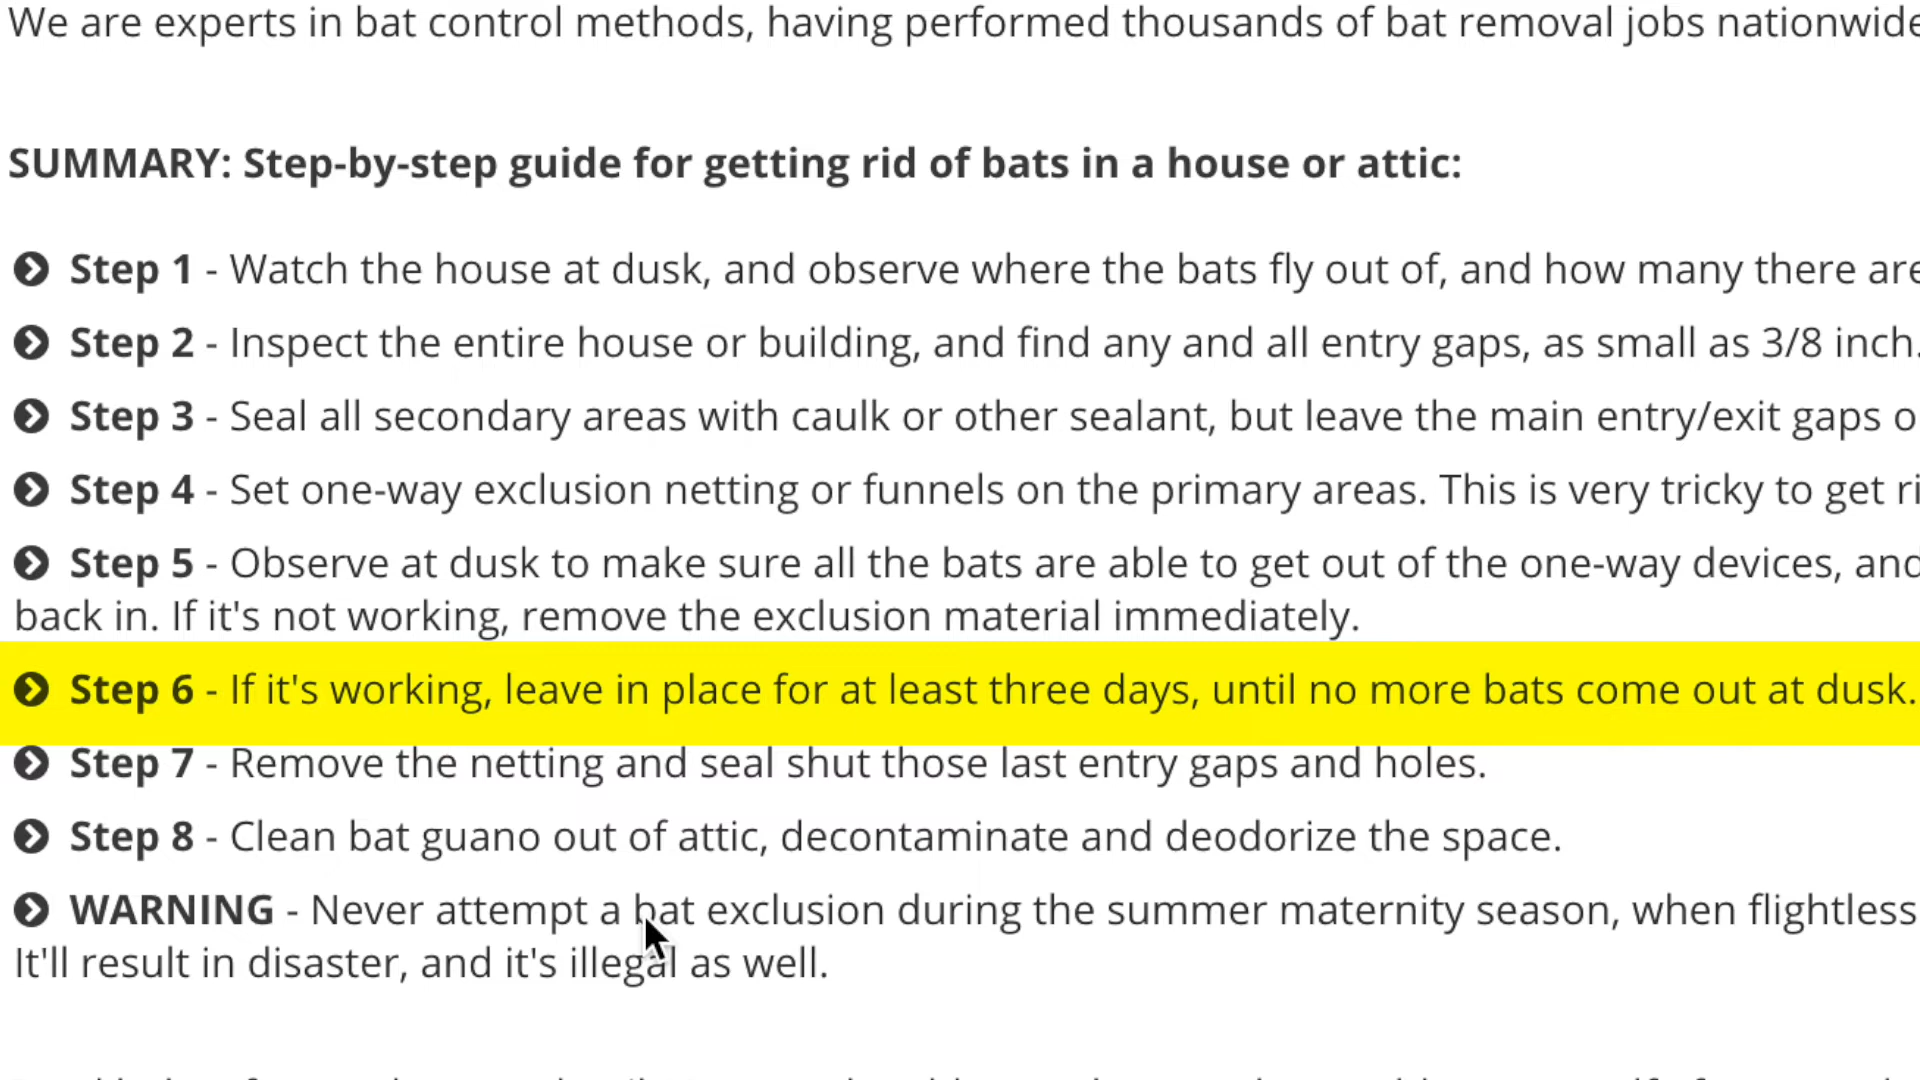 We are experts in bat control methods, having performed thousands of bat removal jobs nationwide
SUMMARY: Step-by-step guide for getting rid of bats in a house or attic:
Step 1 - Watch the house at dusk, and observe where the bats fly out of, and how many there are
Step 2 - Inspect the entire house or building, and find any and all entry gaps, as small as 3/8 inch.
Step 3 - Seal all secondary areas with caulk or other sealant, but leave the main entry/exit gaps
Step 4 - Set one-way exclusion netting or funnels on the primary areas. This is very tricky to get
Step 5 - Observe at dusk to make sure all the bats are able to get out of the one-way devices, and
back in. If it's not working, remove the exclusion material immediately.
Step 6 - If it's working, leave in place for at least three days, until no more bats come out at dusk.
Step 7 - Remove the netting and seal shut those last entry gaps and holes.
Step 8 - Clean bat guano out of attic, decontaminate and deodorize the space.
WARNING - Never attempt a bat exclusion during the summer maternity season, when flightless
It'll result in disaster, and it's illegal as well.